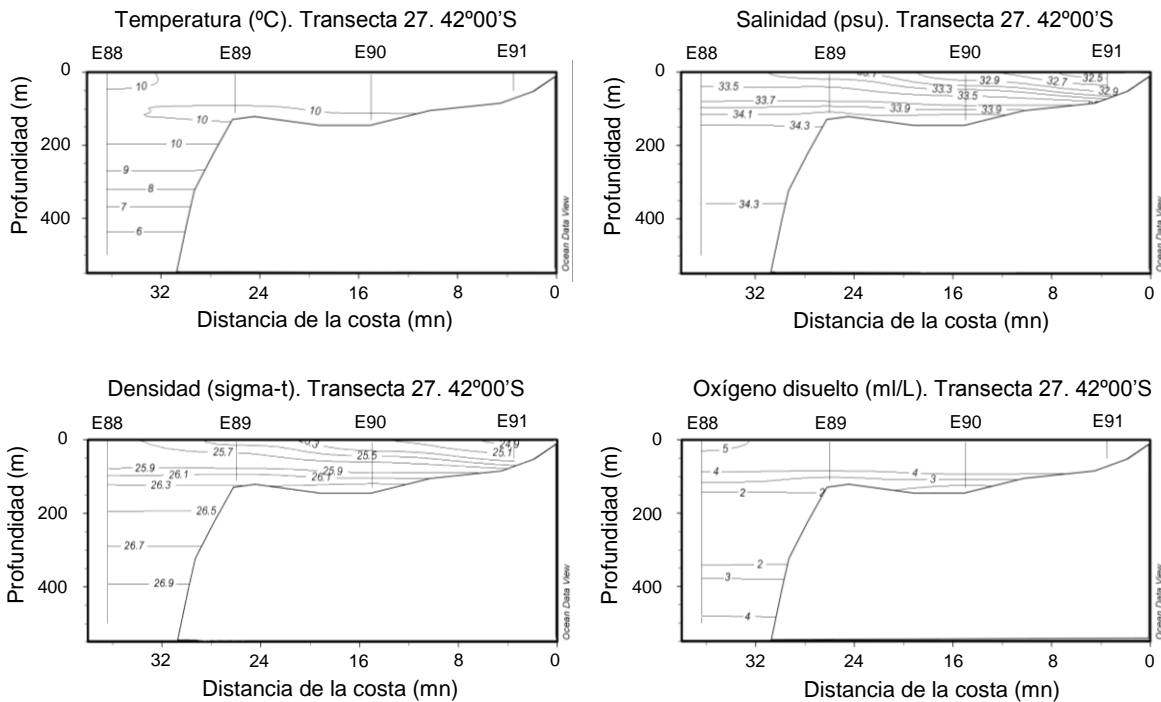 Temperatura (ºC). Transecta 27. 42º00'S
E88 E89 E90 E91
0
200
400
Profundidad (m)
10
10
10
10
9
8
7
6
32 24 16 8 0
Distancia de la costa (mn)
Ocean Data View
Salinidad (psu). Transecta 27. 42º00'S
E88 E89 E90 E91
0
200
400
Profundidad (m)
33.5
33.3
32.9
32.7
32.5
32.9
33.5
33.7
33.9
33.9
34.1
34.3
34.3
32 24 16 8 0
Distancia de la costa (mn)
Ocean Data View
Densidad (sigma-t). Transecta 27. 42º00'S
E88 E89 E90 E91
0
200
400
Profundidad (m)
25.7
25.5
25.1
24.9
25.9
25.9
26.1
26.1
26.3
26.5
26.7
26.9
32 24 16 8 0
Distancia de la costa (mn)
Ocean Data View
Oxígeno disuelto (ml/L). Transecta 27. 42º00'S
E88 E89 E90 E91
0
200
400
Profundidad (m)
5
4
4
3
2
2
2
3
4
32 24 16 8 0
Distancia de la costa (mn)
Ocean Data View